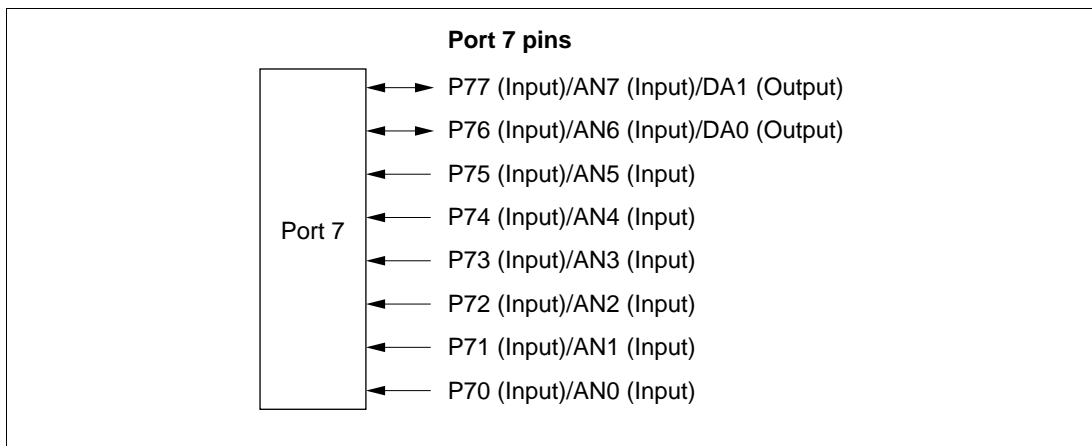 Port 7 pins
P77 (Input)/AN7 (Input)/DA1 (Output)
P76 (Input)/AN6 (Input)/DA0 (Output)
P75 (Input)/AN5 (Input)
P74 (Input)/AN4 (Input)
Port 7
P73 (Input)/AN3 (Input)
P72 (Input)/AN2 (Input)
P71 (Input)/AN1 (Input)
P70 (Input)/AN0 (Input)